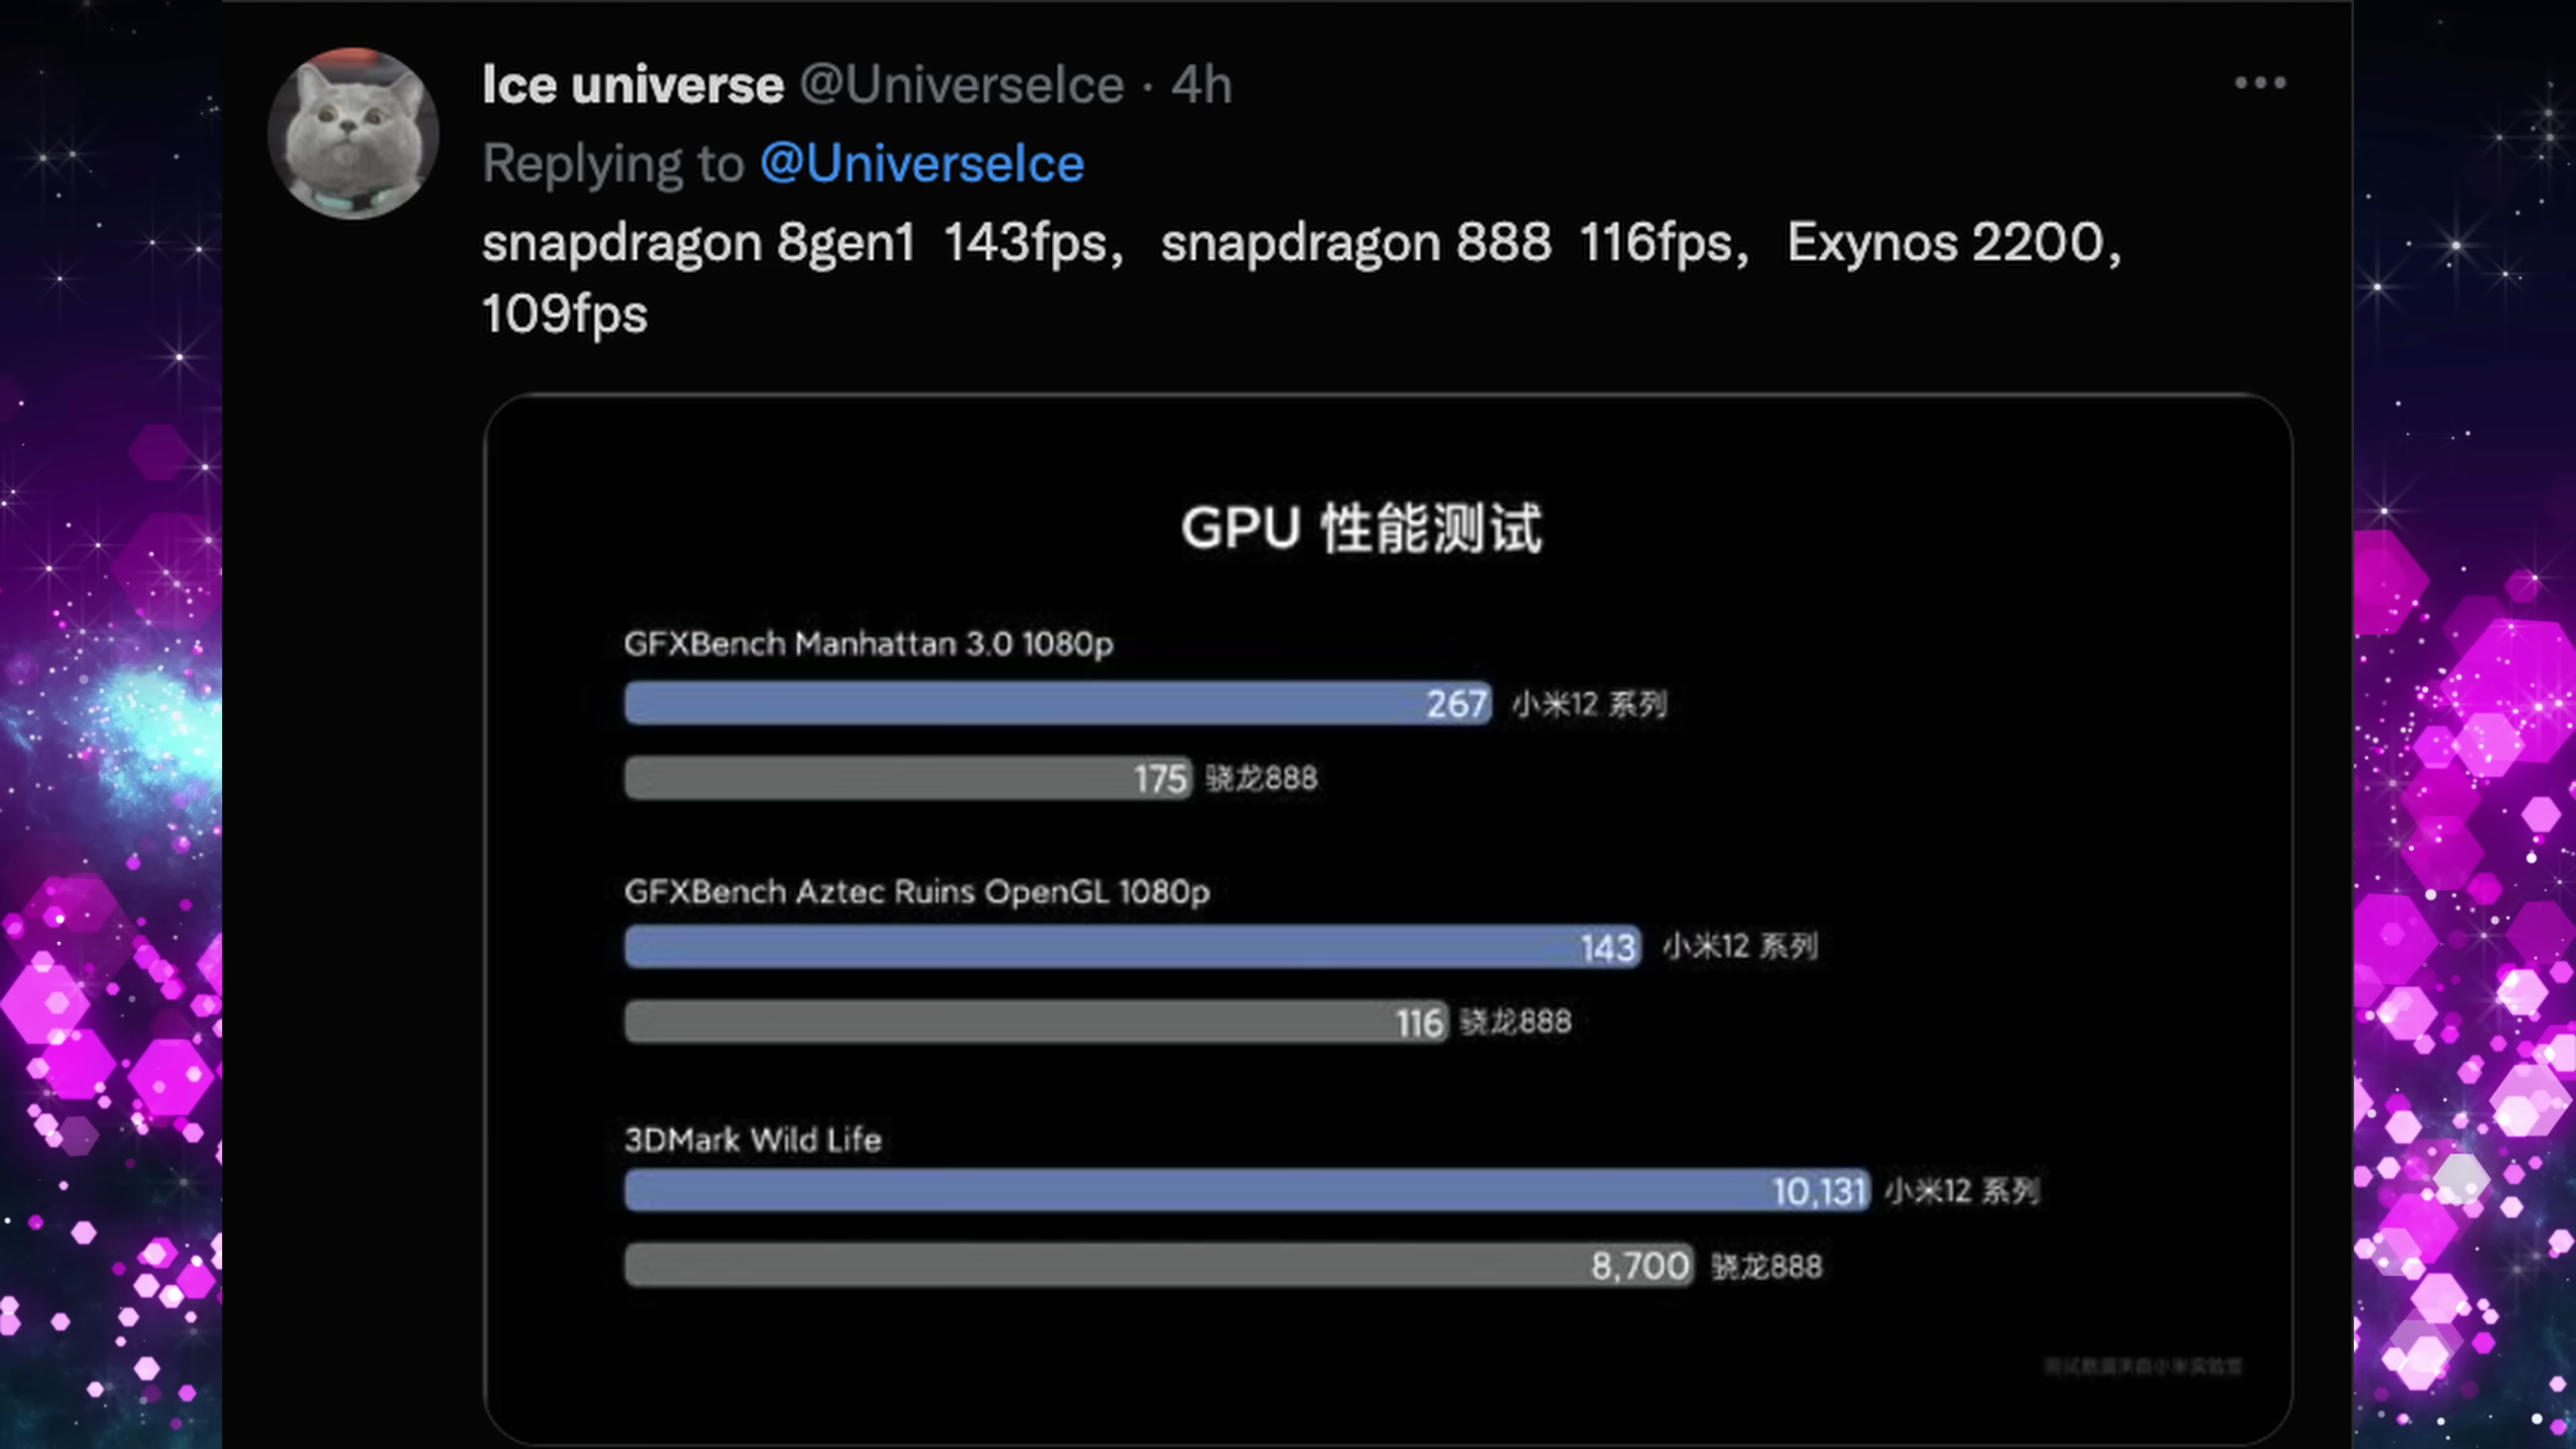 Ice universe @UniverseIce · 4h
Replying to @UniverseIce
snapdragon 8gen1 143fps， snapdragon 888 116fps， Exynos 2200,
109fps
GPU 性能测试
GFXBench Manhattan 3.0 1080p
267 小米12 系列
175 骁龙888
GFXBench Aztec Ruins OpenGL 1080p
143 小米12 系列
116 骁龙888
3DMark Wild Life
10,131 小米12 系列
8,700 骁龙888